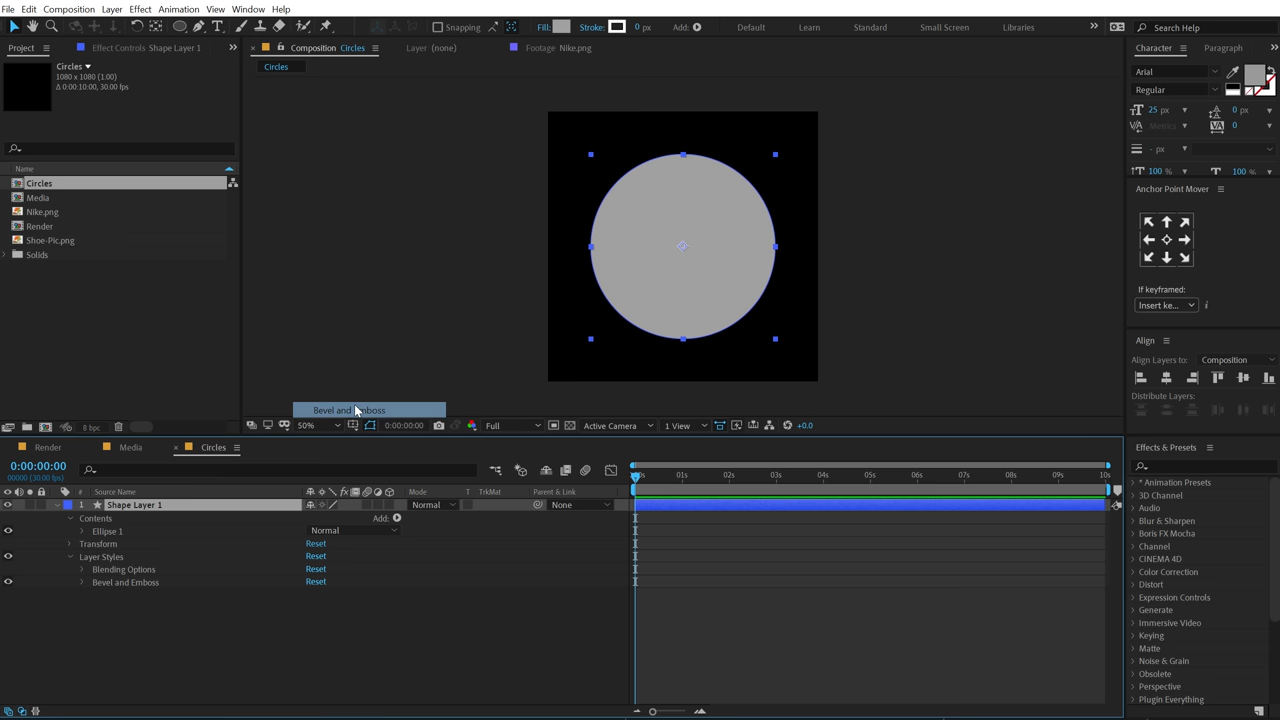 File Edit Composition Layer Effect Animation View Window Help
Snapping Fill: Stroke: 0 px Add: Default Learn Standard Small Screen Libraries Search Help
Project Effect Controls Shape Layer 1 Composition Circles Layer (none) Footage Nike.png Character Paragraph
Circles
1080 x 1080 (1.00)
Δ 0:00:10:00, 30.00 fps
Circles
Arial
Regular
25 px 0 px
Metrics 0
- px
100 % 100 %
Name
Circles
Media
Nike.png
Render
Shoe-Pic.png
Solids
Anchor Point Mover
If keyframed:
Insert ke...
Align
Align Layers to: Composition
Distribute Layers:
Bevel and Emboss
8 bpc 50% 0:00:00:00 Full Active Camera 1 View +0.0
Render Media Circles
0:00:00:00
00000 (30.00 fps)
01s 02s 03s 04s 05s 06s 07s 08s 09s 10s
# Source Name Mode T TrkMat Parent & Link
1 Shape Layer 1 Normal None
Contents Add:
Ellipse 1 Normal
Transform Reset
Layer Styles Reset
Blending Options Reset
Bevel and Emboss Reset
Effects & Presets
* Animation Presets
3D Channel
Audio
Blur & Sharpen
Boris FX Mocha
Channel
CINEMA 4D
Color Correction
Distort
Expression Controls
Generate
Immersive Video
Keying
Matte
Noise & Grain
Obsolete
Perspective
Plugin Everything